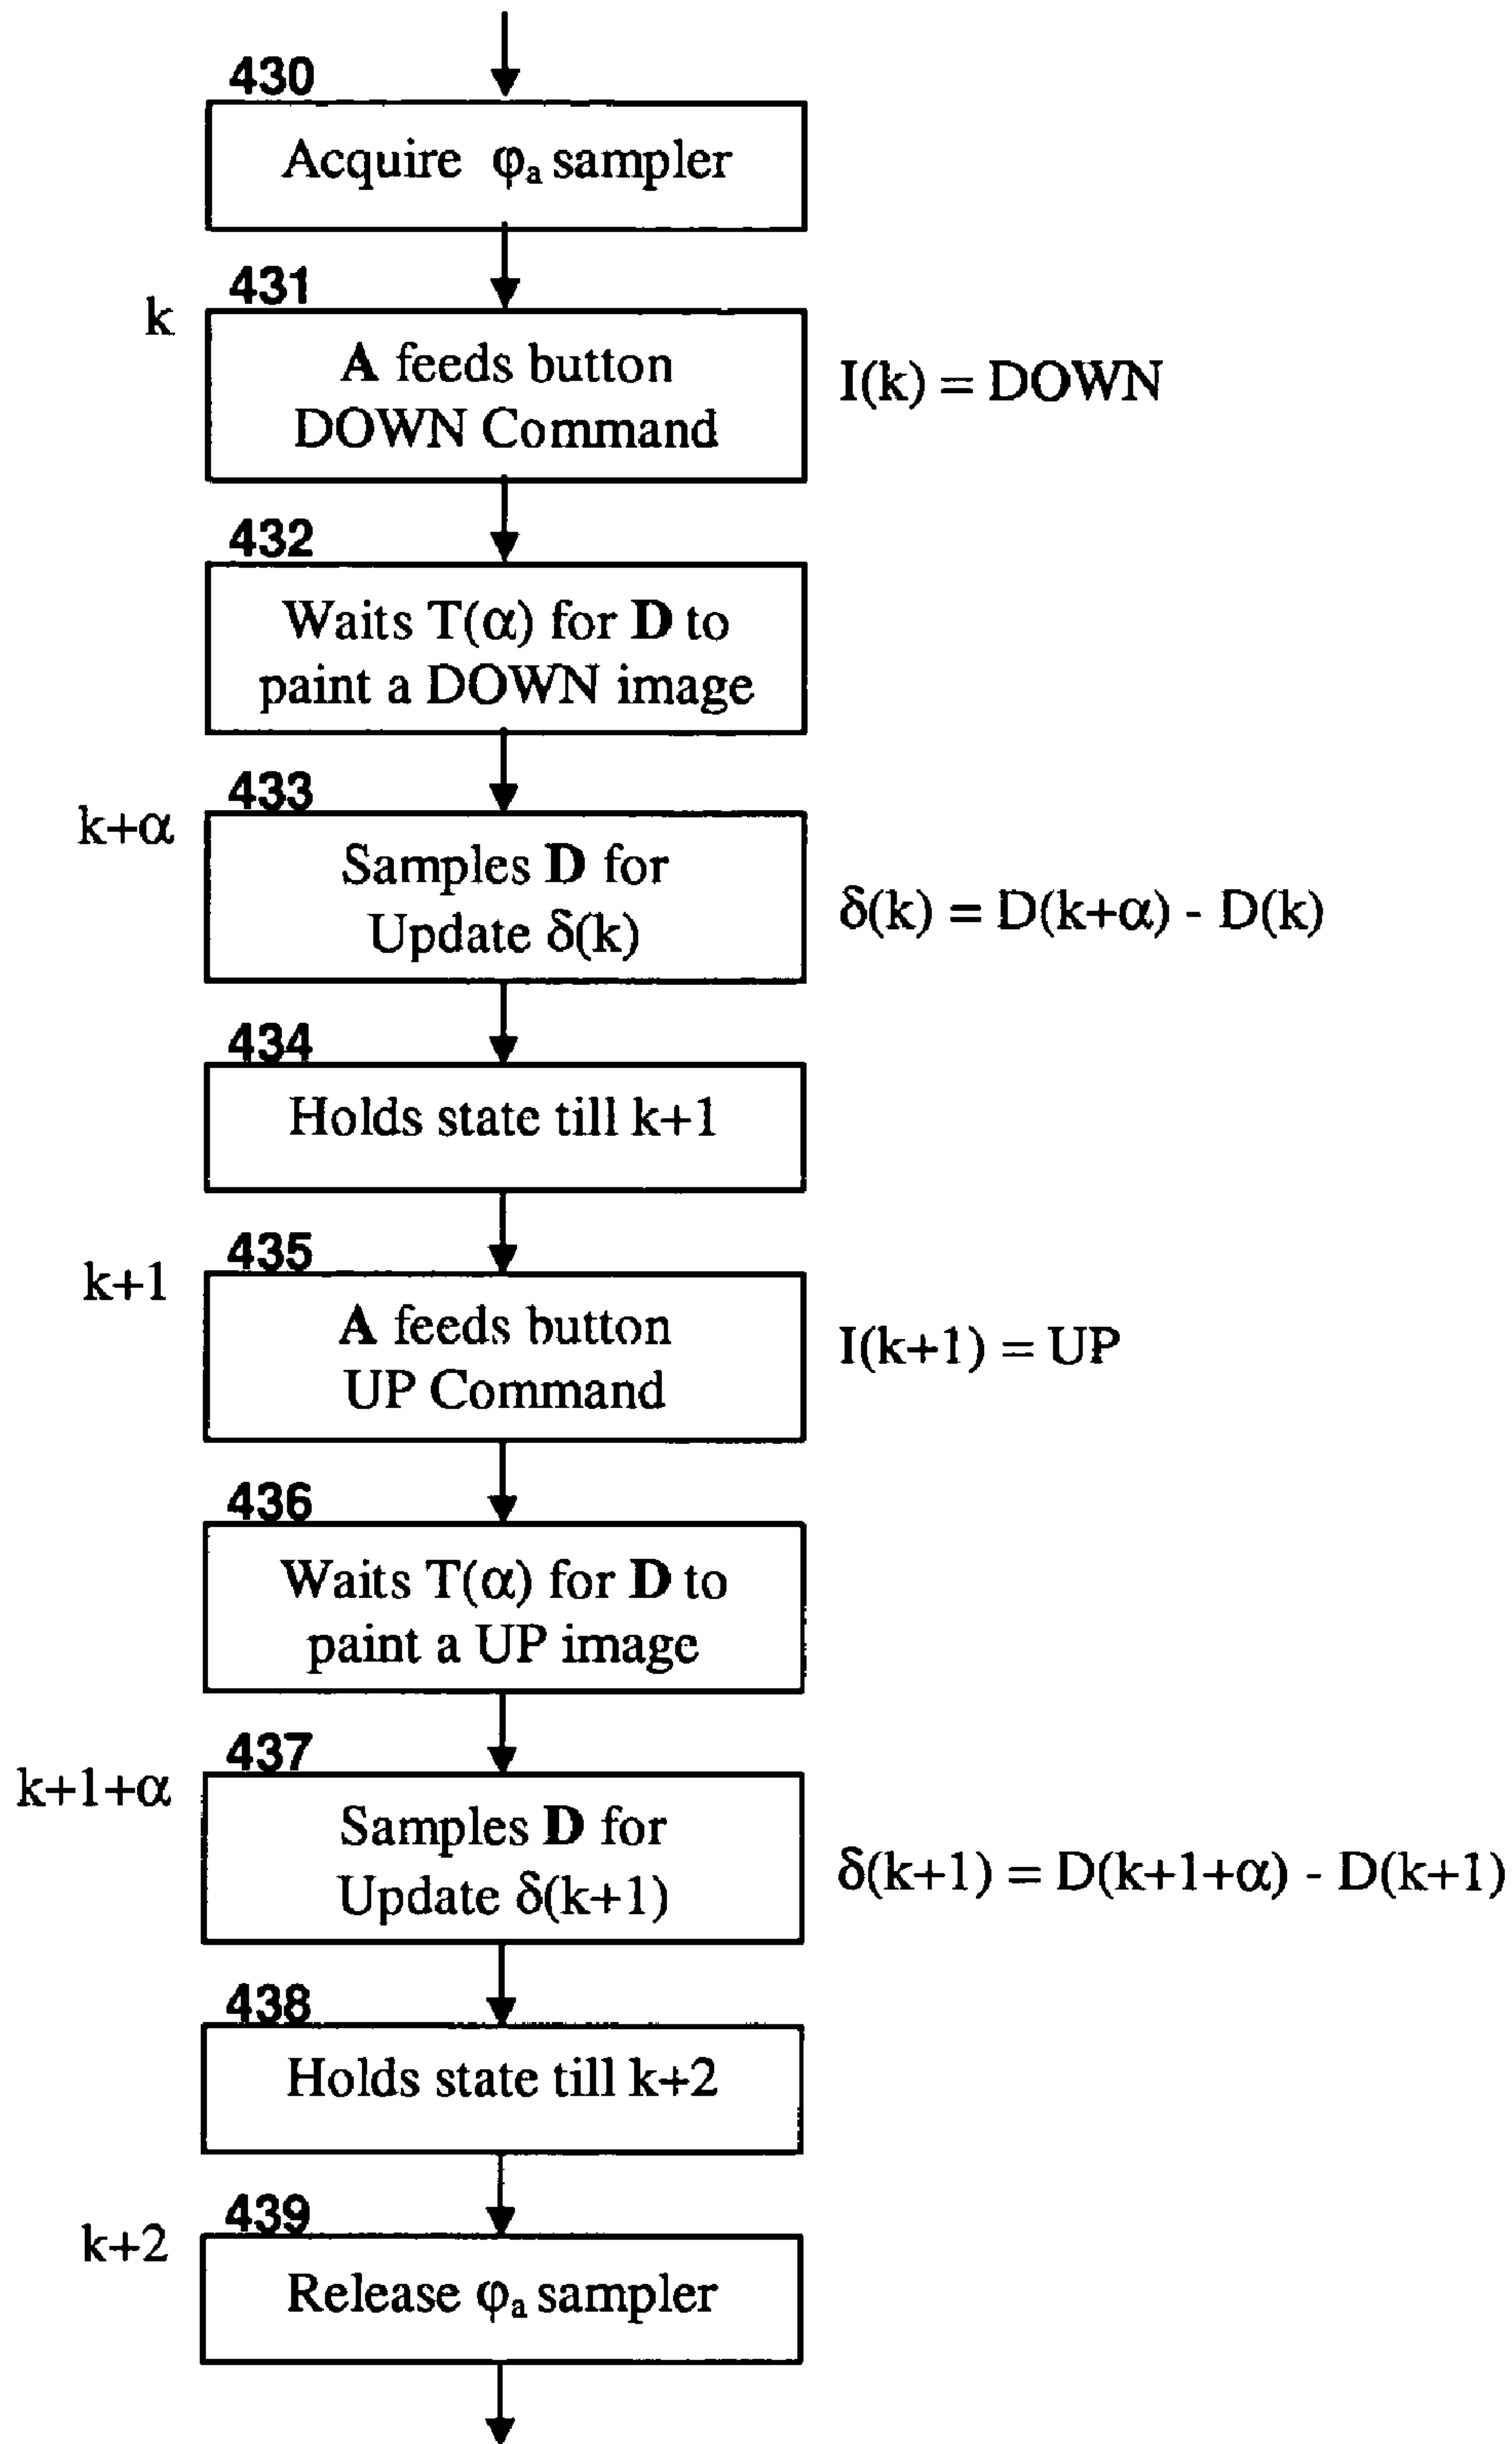 430
Acquire φₐ sampler
431
k
A feeds button
DOWN Command
I(k) = DOWN
432
Waits T(α) for D to
paint a DOWN image
433
k+α
Samples D for
Update δ(k)
δ(k) = D(k+α) - D(k)
434
Holds state till k+1
435
k+1
A feeds button
UP Command
I(k+1) = UP
436
Waits T(α) for D to
paint a UP image
437
k+1+α
Samples D for
Update δ(k+1)
δ(k+1) = D(k+1+α) - D(k+1)
438
Holds state till k+2
439
k+2
Release φₐ sampler